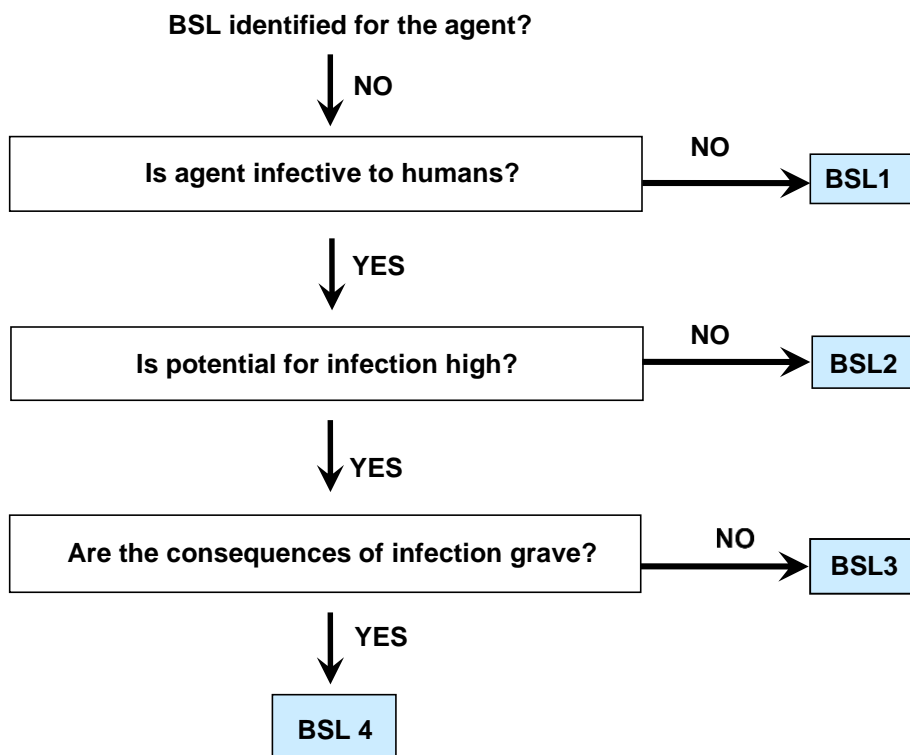 BSL identified for the agent?
NO
Is agent infective to humans?
NO
BSL1
YES
Is potential for infection high?
NO
BSL2
YES
Are the consequences of infection grave?
NO
BSL3
YES
BSL 4